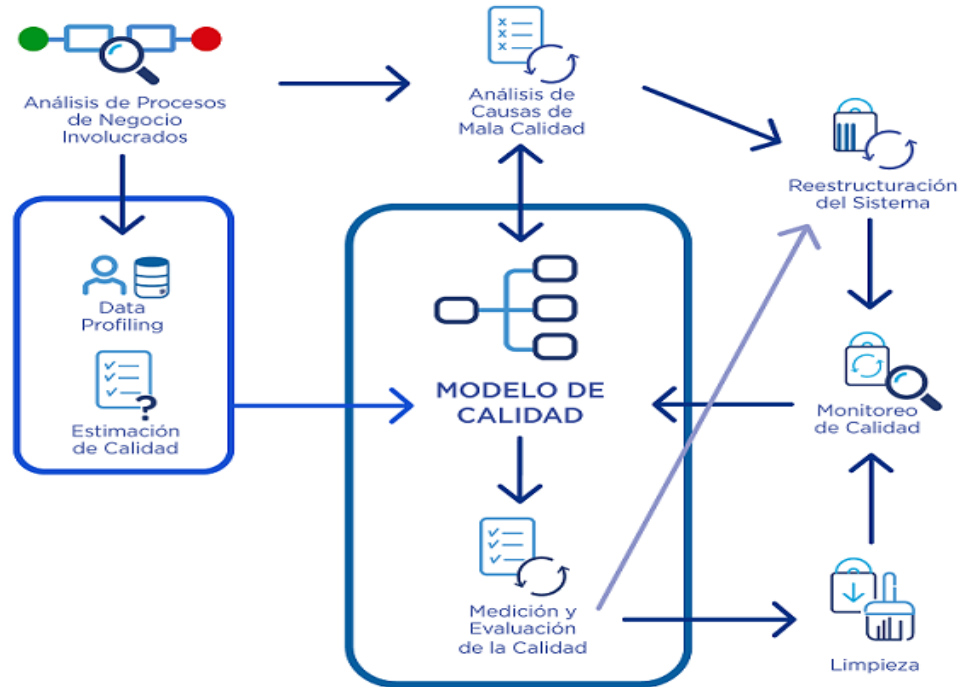 Análisis de Procesos
de Negocio
Involucrados
Análisis de
Causas de
Mala Calidad
Reestructuración
del Sistema
Data
Profiling
Estimación
de Calidad
MODELO DE
CALIDAD
Monitoreo
de Calidad
Medición y
Evaluación
de la Calidad
Limpieza